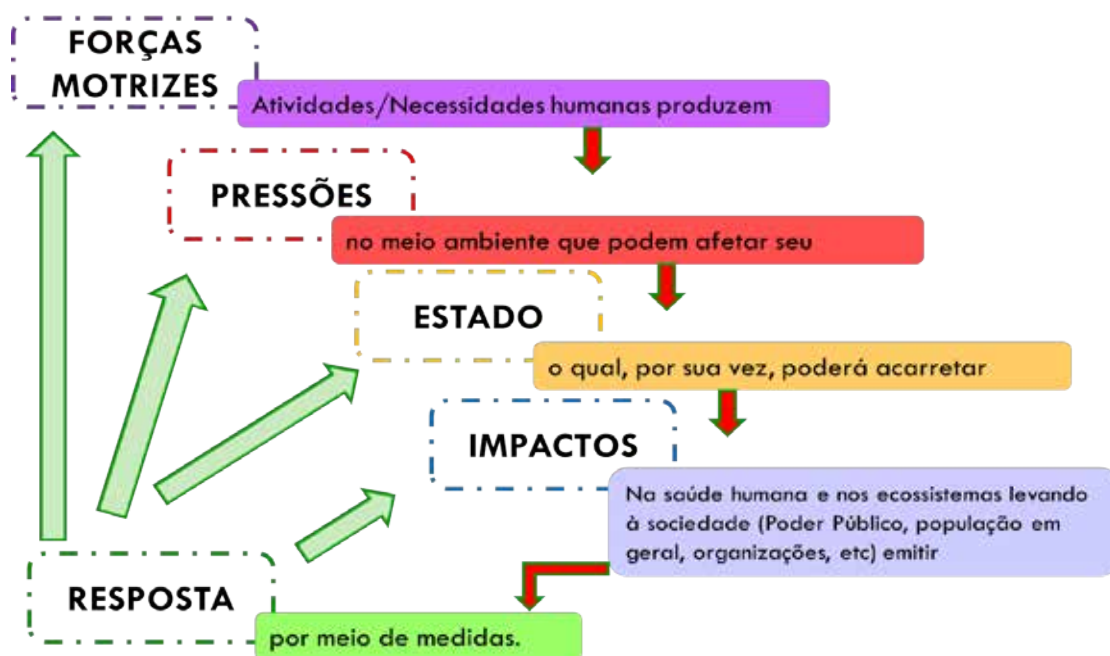 FORÇAS
MOTRIZES
Atividades/Necessidades humanas produzem
PRESSÕES
no meio ambiente que podem afetar seu
ESTADO
o qual, por sua vez, poderá acarretar
IMPACTOS
Na saúde humana e nos ecossistemas levando
à sociedade (Poder Público, população em
geral, organizações, etc) emitir
RESPOSTA
por meio de medidas.